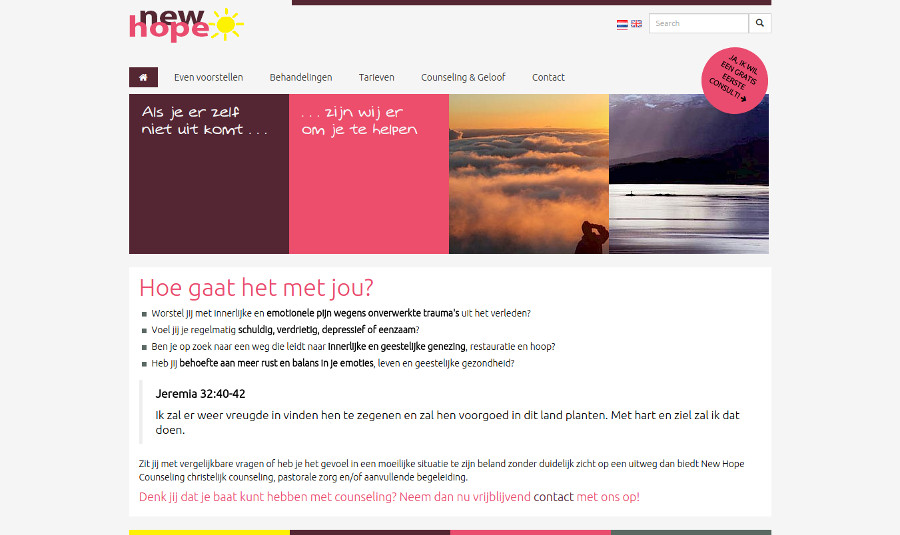 new
hope
Search
JA, IK WIL
EEN GRATIS
EERSTE
CONSULT!
Even voorstellen
Behandelingen
Tarieven
Counseling & Geloof
Contact
Als je er zelf
niet uit komt . . .
. . . zijn wij er
om je te helpen
Hoe gaat het met jou?
Worstel jij met innerlijke en emotionele pijn wegens onverwerkte trauma's uit het verleden?
Voel jij je regelmatig schuldig, verdrietig, depressief of eenzaam?
Ben je op zoek naar een weg die leidt naar innerlijke en geestelijke genezing, restauratie en hoop?
Heb jij behoefte aan meer rust en balans in je emoties, leven en geestelijke gezondheid?
Jeremia 32:40-42
Ik zal er weer vreugde in vinden hen te zegenen en zal hen voorgoed in dit land planten. Met hart en ziel zal ik dat
doen.
Zit jij met vergelijkbare vragen of heb je het gevoel in een moeilijke situatie te zijn beland zonder duidelijk zicht op een uitweg dan biedt New Hope
Counseling christelijk counseling, pastorale zorg en/of aanvullende begeleiding.
Denk jij dat je baat kunt hebben met counseling? Neem dan nu vrijblijvend contact met ons op!